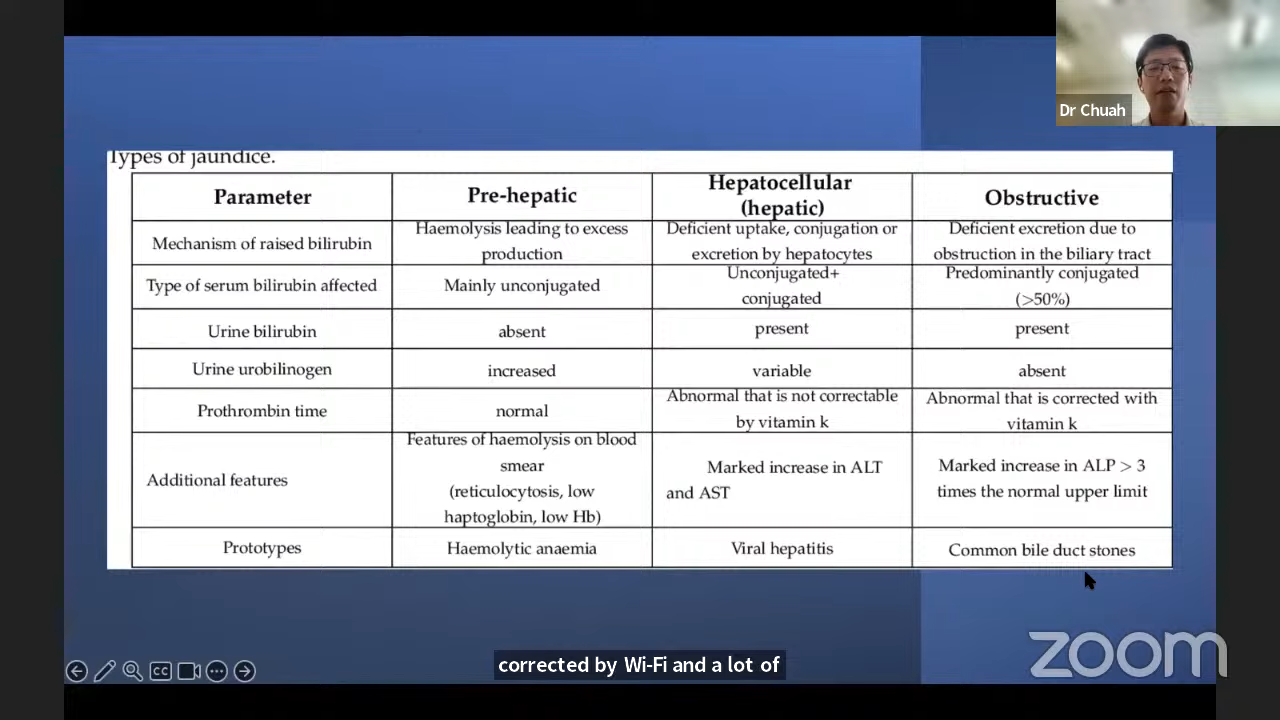 Dr Chuah
Types of jaundice.
Parameter
Pre-hepatic
Hepatocellular
(hepatic)
Obstructive
Mechanism of raised bilirubin
Haemolysis leading to excess
production
Deficient uptake, conjugation or
excretion by hepatocytes
Deficient excretion due to
obstruction in the biliary tract
Type of serum bilirubin affected
Mainly unconjugated
Unconjugated+
conjugated
Predominantly conjugated
(>50%)
Urine bilirubin
absent
present
present
Urine urobilinogen
increased
variable
absent
Prothrombin time
normal
Abnormal that is not correctable
by vitamin k
Abnormal that is corrected with
vitamin k
Additional features
Features of haemolysis on blood
smear
(reticulocytosis, low
haptoglobin, low Hb)
Marked increase in ALT
and AST
Marked increase in ALP > 3
times the normal upper limit
Prototypes
Haemolytic anaemia
Viral hepatitis
Common bile duct stones
CC
corrected by Wi-Fi and a lot of
zoom